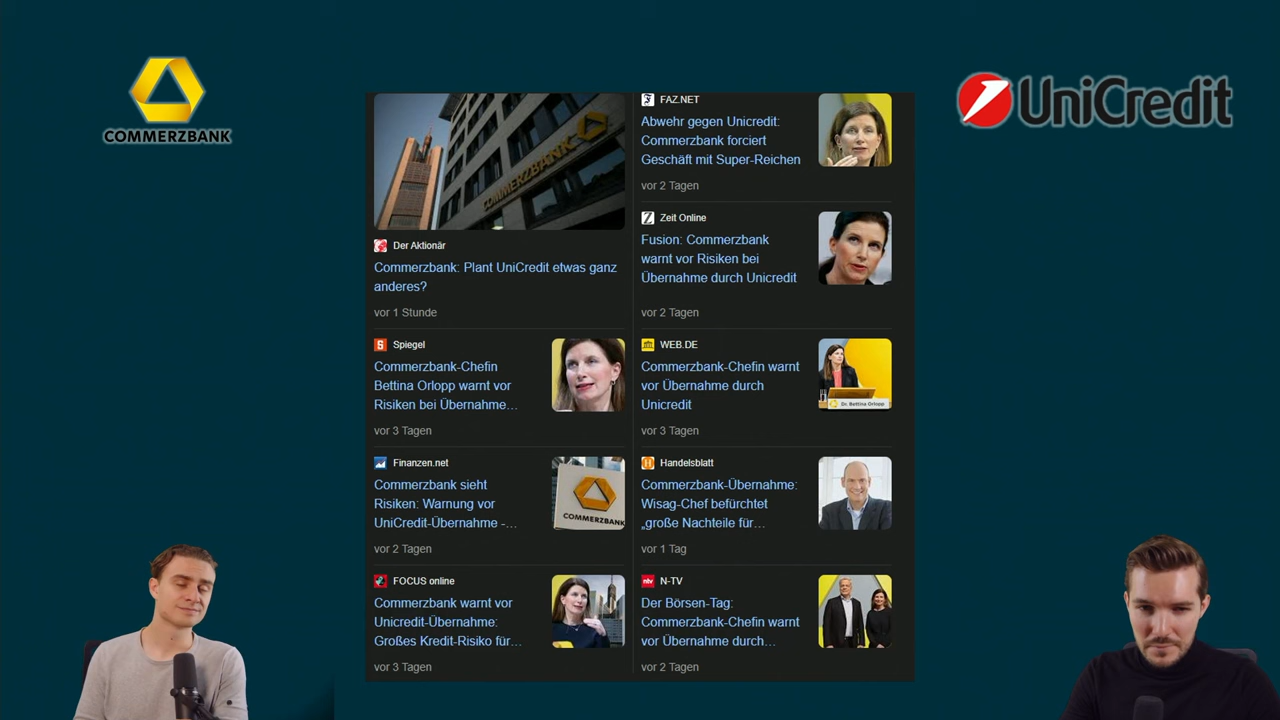 COMMERZBANK
UniCredit
COMMERZBANK
Der Aktionär
Commerzbank: Plant UniCredit etwas ganz
anderes?
vor 1 Stunde
Spiegel
Commerzbank-Chefin
Bettina Orlopp warnt vor
Risiken bei Übernahme…
vor 3 Tagen
Finanzen.net
Commerzbank sieht
Risiken: Warnung vor
UniCredit-Übernahme -…
COMMERZBANK
vor 2 Tagen
FOCUS online
Commerzbank warnt vor
Unicredit-Übernahme:
Großes Kredit-Risiko für…
vor 3 Tagen
FAZ.NET
Abwehr gegen Unicredit:
Commerzbank forciert
Geschäft mit Super-Reichen
vor 2 Tagen
Zeit Online
Fusion: Commerzbank
warnt vor Risiken bei
Übernahme durch Unicredit
vor 2 Tagen
WEB.DE
Commerzbank-Chefin warnt
vor Übernahme durch
Unicredit
Dr. Bettina Orlopp
vor 3 Tagen
Handelsblatt
Commerzbank-Übernahme:
Wisag-Chef befürchtet
„große Nachteile für…
vor 1 Tag
ntv
N-TV
Der Börsen-Tag:
Commerzbank-Chefin warnt
vor Übernahme durch…
vor 2 Tagen